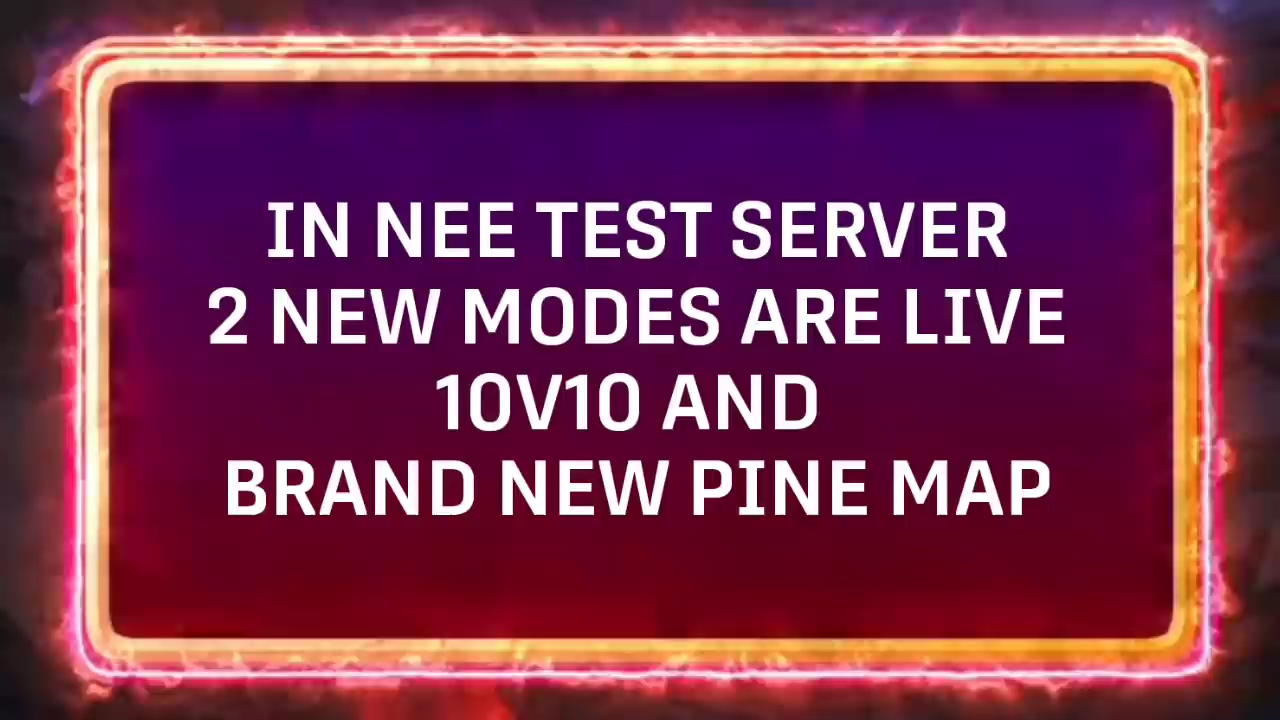 IN NEE TEST SERVER
2 NEW MODES ARE LIVE
10V10 AND
BRAND NEW PINE MAP